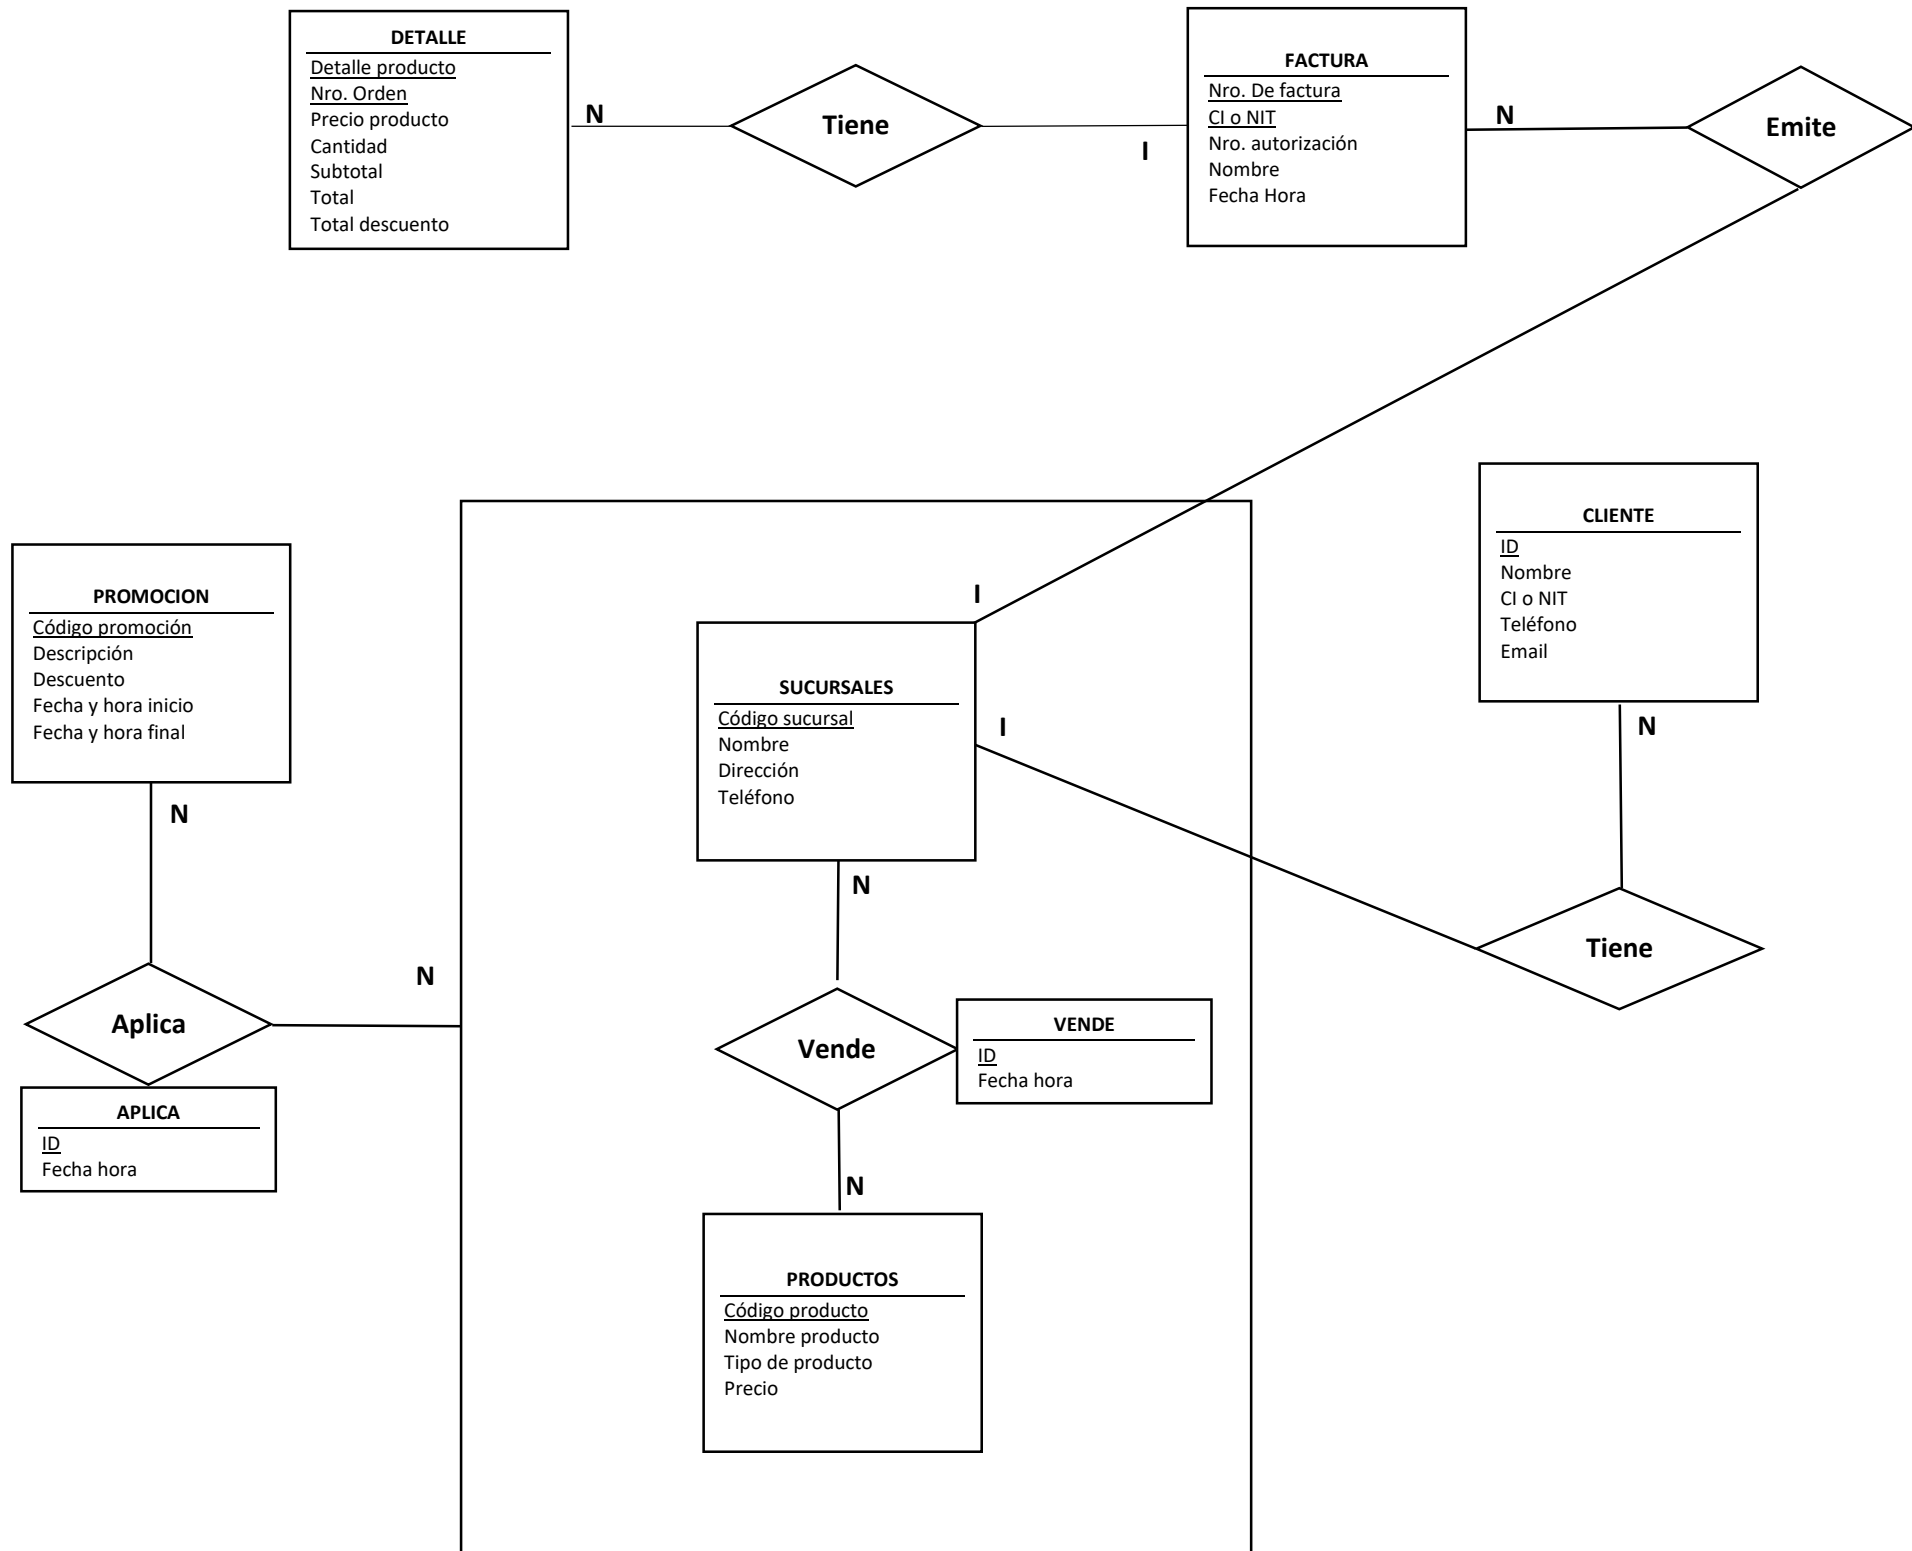 DETALLE
Detalle producto
Nro. Orden
Precio producto
Cantidad
Subtotal
Total
Total descuento
N
Tiene
I
FACTURA
Nro. De factura
CI o NIT
Nro. autorización
Nombre
Fecha Hora
N
Emite
CLIENTE
ID
Nombre
CI o NIT
Teléfono
Email
N
PROMOCION
Código promoción
Descripción
Descuento
Fecha y hora inicio
Fecha y hora final
N
I
SUCURSALES
Código sucursal
Nombre
Dirección
Teléfono
I
N
Tiene
N
Aplica
APLICA
ID
Fecha hora
Vende
VENDE
ID
Fecha hora
N
PRODUCTOS
Código producto
Nombre producto
Tipo de producto
Precio